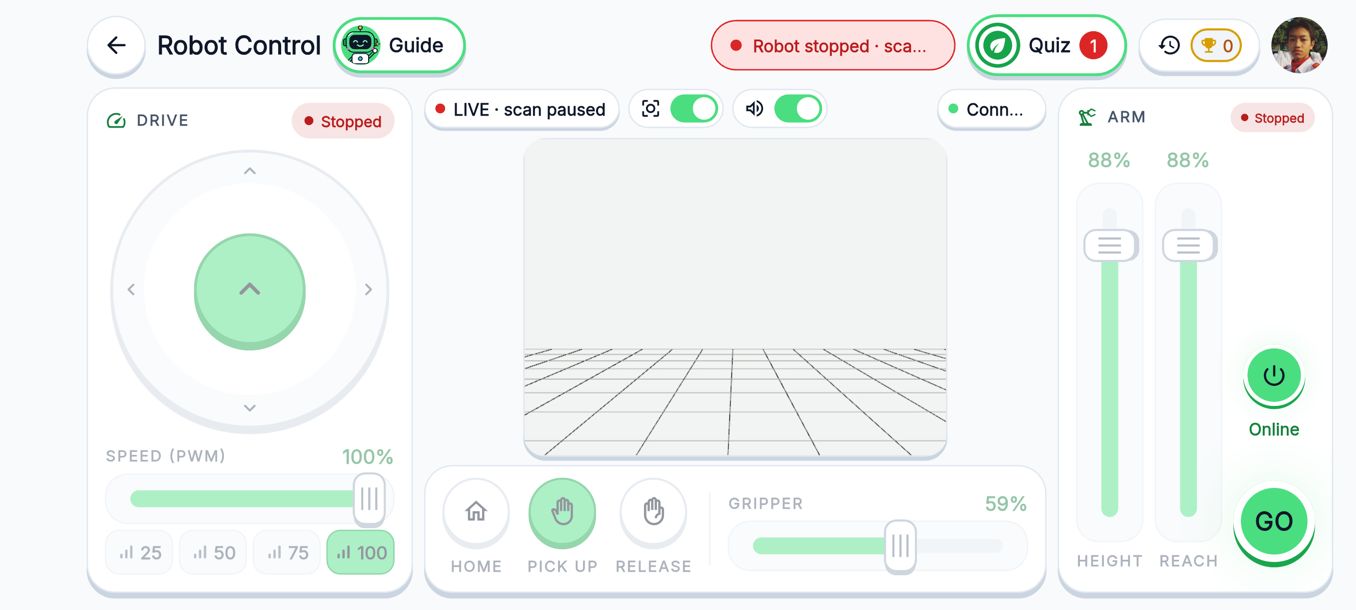 Robot Control
Guide
Robot stopped · sca...
Quiz 1
0
DRIVE
Stopped
LIVE · scan paused
Conn...
ARM
Stopped
88% 88%
SPEED (PWM) 100%
25 50 75 100
HOME PICK UP RELEASE
GRIPPER 59%
Online
GO
HEIGHT REACH